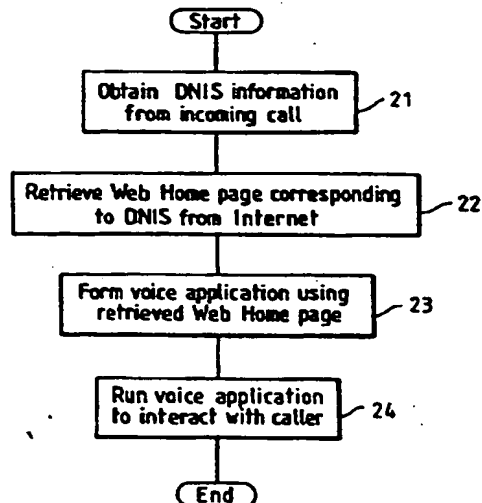 Start
Obtain DNIS information
from incoming call
21
Retrieve Web Home page corresponding
to DNIS from Internet
22
Form voice application using
retrieved Web Home page
23
Run voice application
to interact with caller
24
End